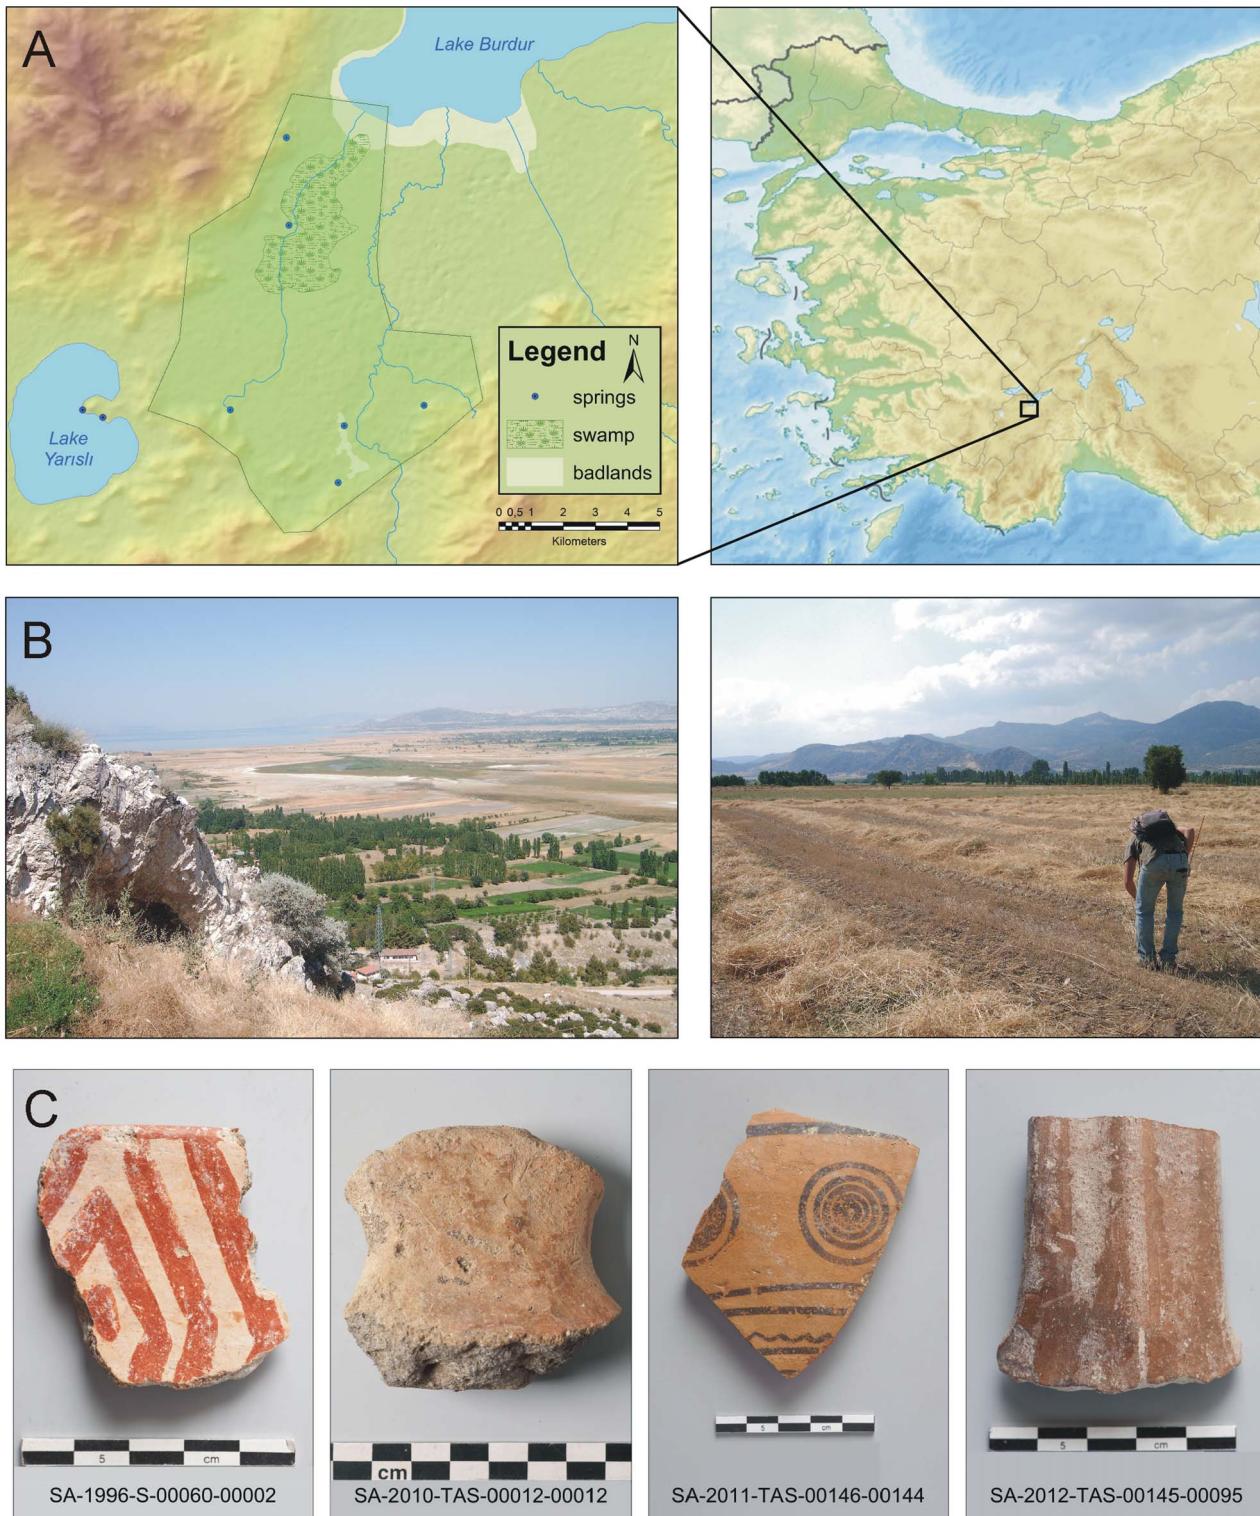 A
Lake Burdur
Lake
Yarışlı
Legend
N
springs
swamp
badlands
0 0,5 1 2 3 4 5
Kilometers
B
C
5 cm
cm
5 cm
5 cm
SA-1996-S-00060-00002
SA-2010-TAS-00012-00012
SA-2011-TAS-00146-00144
SA-2012-TAS-00145-00095